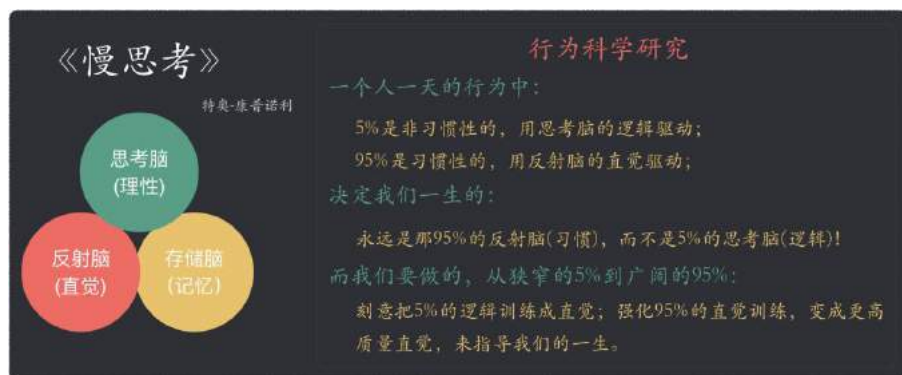 《慢思考》
特奥-康普诺利
思考脑
(理性)
反射脑
(直觉)
存储脑
(记忆)
行为科学研究
一个人一天的行为中：
5%是非习惯性的，用思考脑的逻辑驱动；
95%是习惯性的，用反射脑的直觉驱动；
决定我们一生的：
永远是那95%的反射脑(习惯)，而不是5%的思考脑(逻辑)！
而我们要做的，从狭窄的5%到广阔的95%：
刻意把5%的逻辑训练成直觉；强化95%的直觉训练，变成更高
质量直觉，来指导我们的一生。